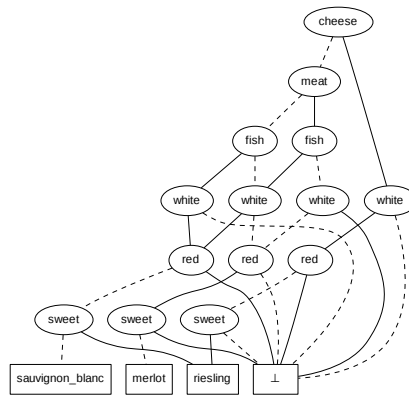 cheese
meat
fish fish
white white white white
red red red
sweet sweet sweet
sauvignon_blanc merlot riesling ⊥